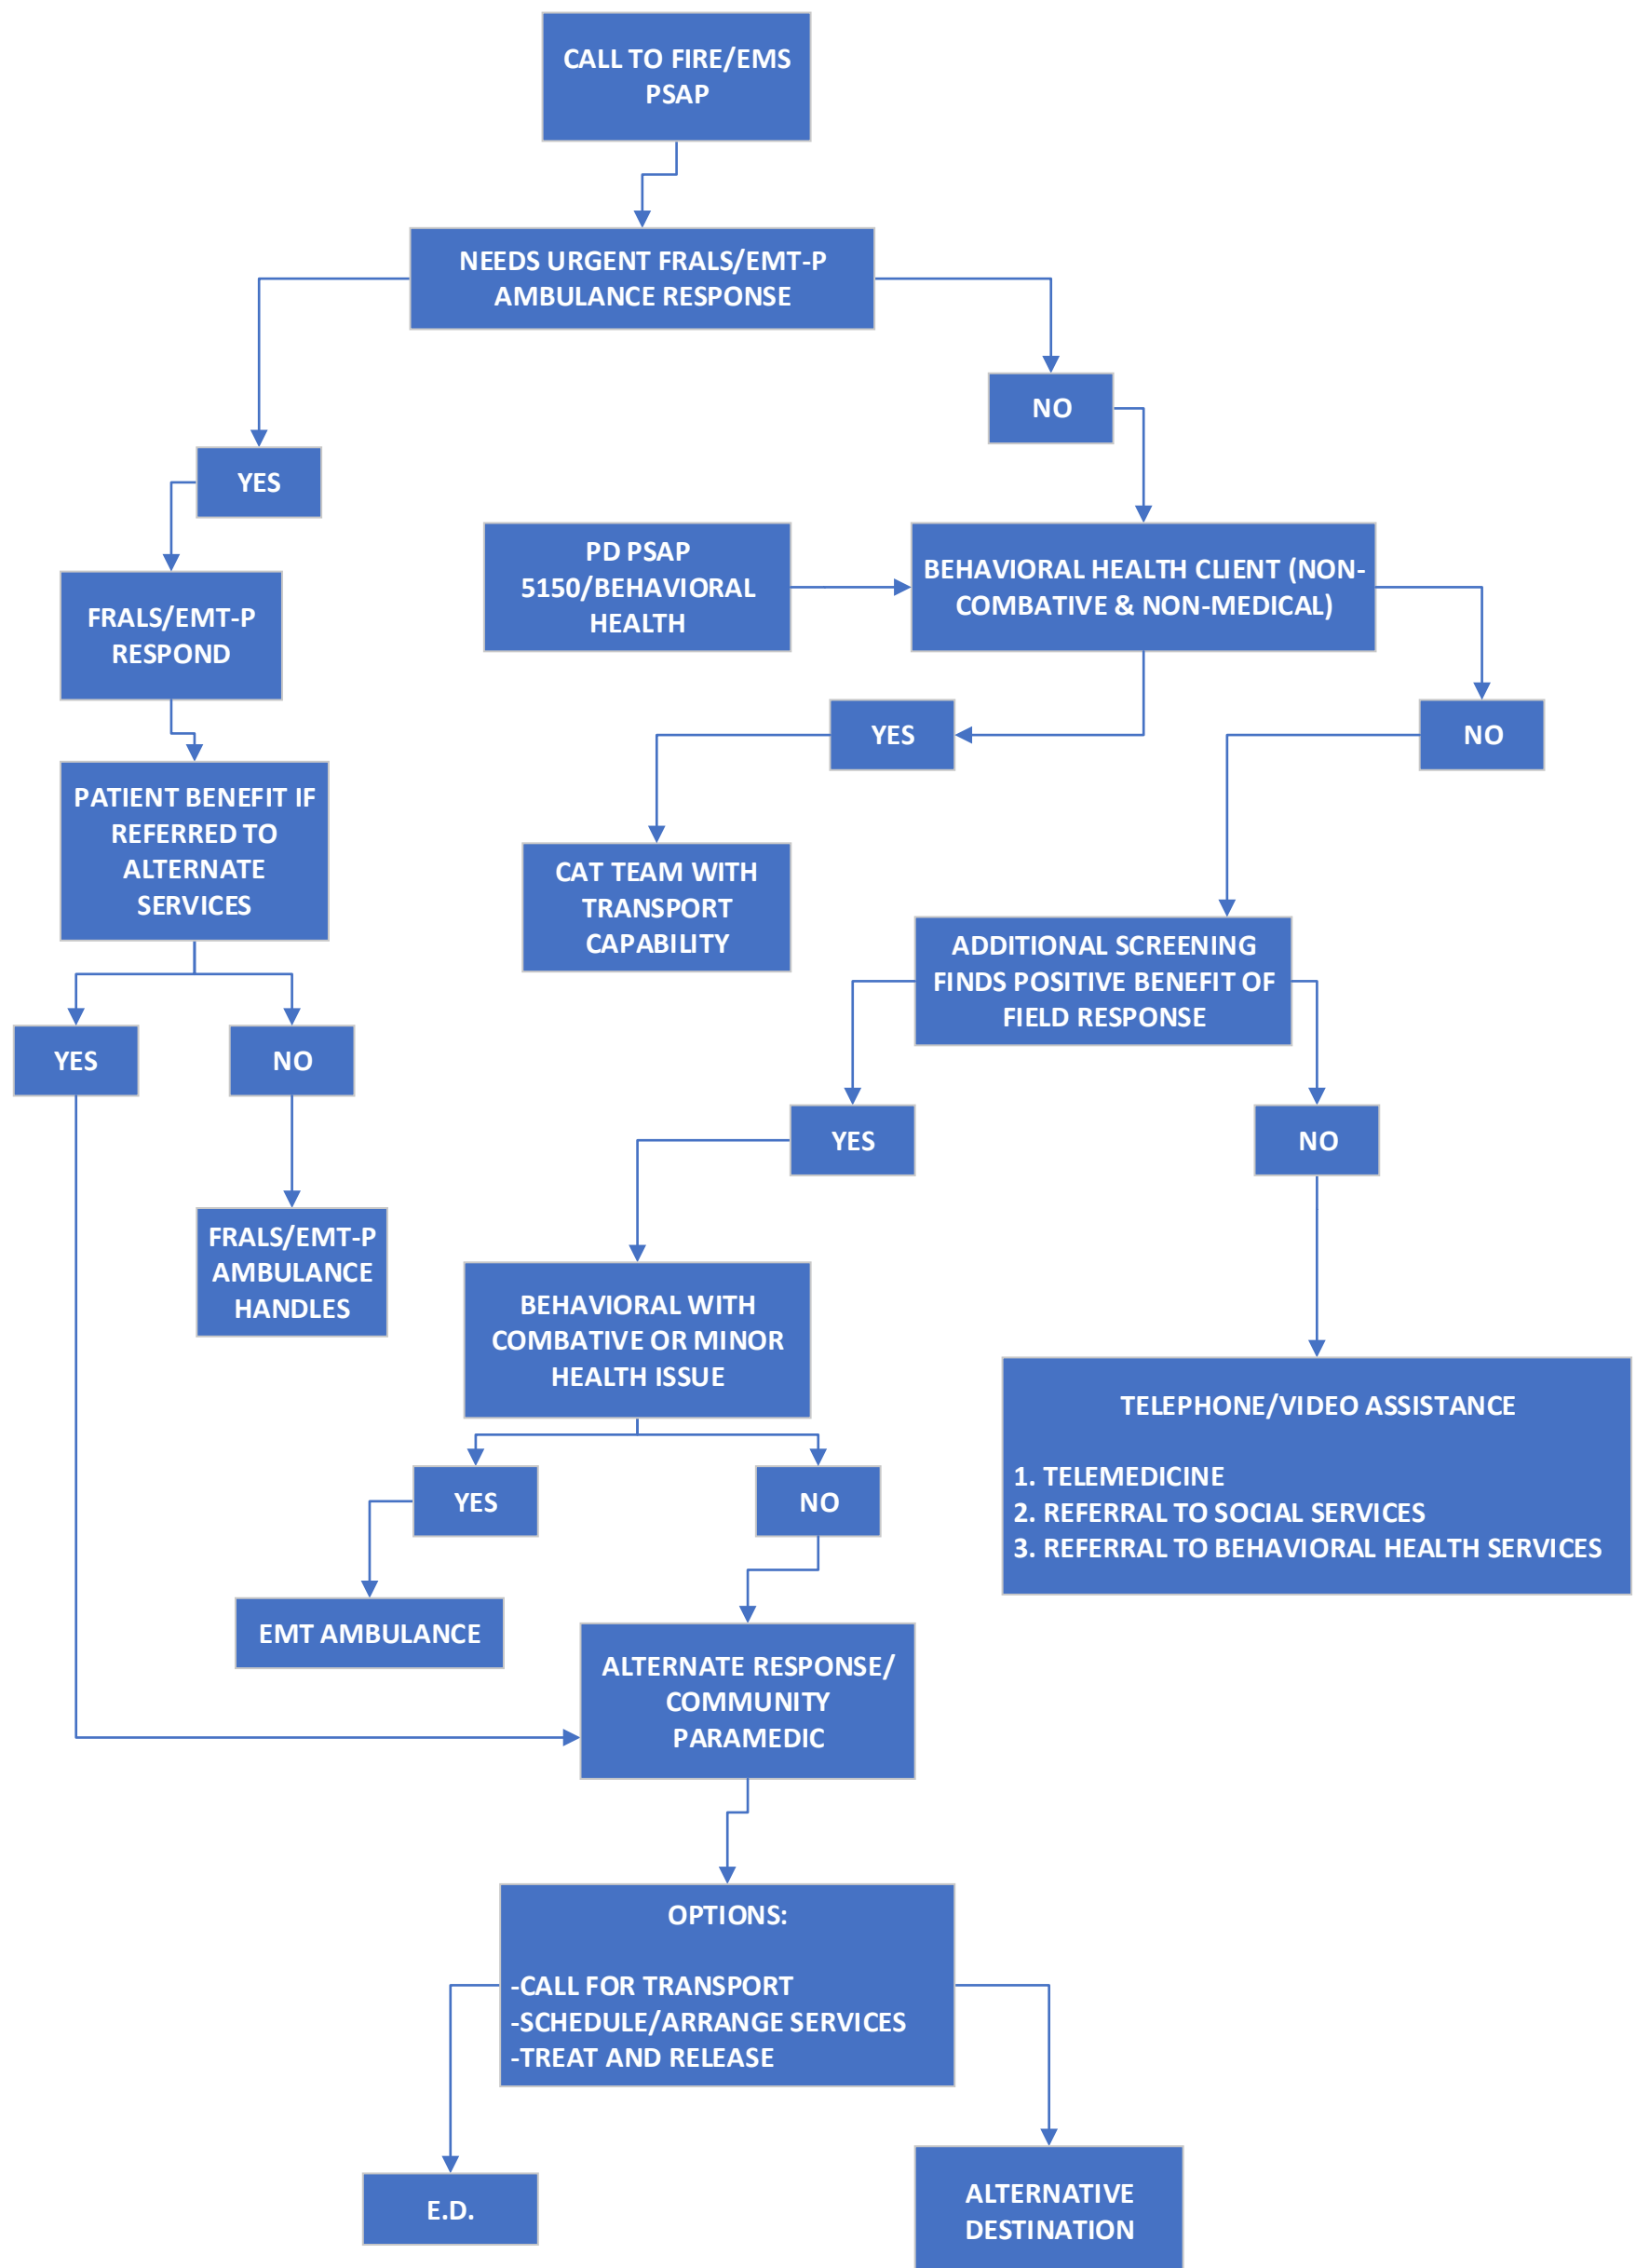 CALL TO FIRE/EMS
PSAP
NEEDS URGENT FRALS/EMT-P
AMBULANCE RESPONSE
NO
YES
PD PSAP
5150/BEHAVIORAL
HEALTH
BEHAVIORAL HEALTH CLIENT (NON-
COMBATIVE & NON-MEDICAL)
FRALS/EMT-P
RESPOND
YES
NO
PATIENT BENEFIT IF
REFERRED TO
ALTERNATE
SERVICES
CAT TEAM WITH
TRANSPORT
CAPABILITY
ADDITIONAL SCREENING
FINDS POSITIVE BENEFIT OF
FIELD RESPONSE
YES
NO
YES
NO
FRALS/EMT-P
AMBULANCE
HANDLES
BEHAVIORAL WITH
COMBATIVE OR MINOR
HEALTH ISSUE
TELEPHONE/VIDEO ASSISTANCE
1. TELEMEDICINE
2. REFERRAL TO SOCIAL SERVICES
3. REFERRAL TO BEHAVIORAL HEALTH SERVICES
YES
NO
EMT AMBULANCE
ALTERNATE RESPONSE/
COMMUNITY
PARAMEDIC
OPTIONS:
-CALL FOR TRANSPORT
-SCHEDULE/ARRANGE SERVICES
-TREAT AND RELEASE
E.D.
ALTERNATIVE
DESTINATION